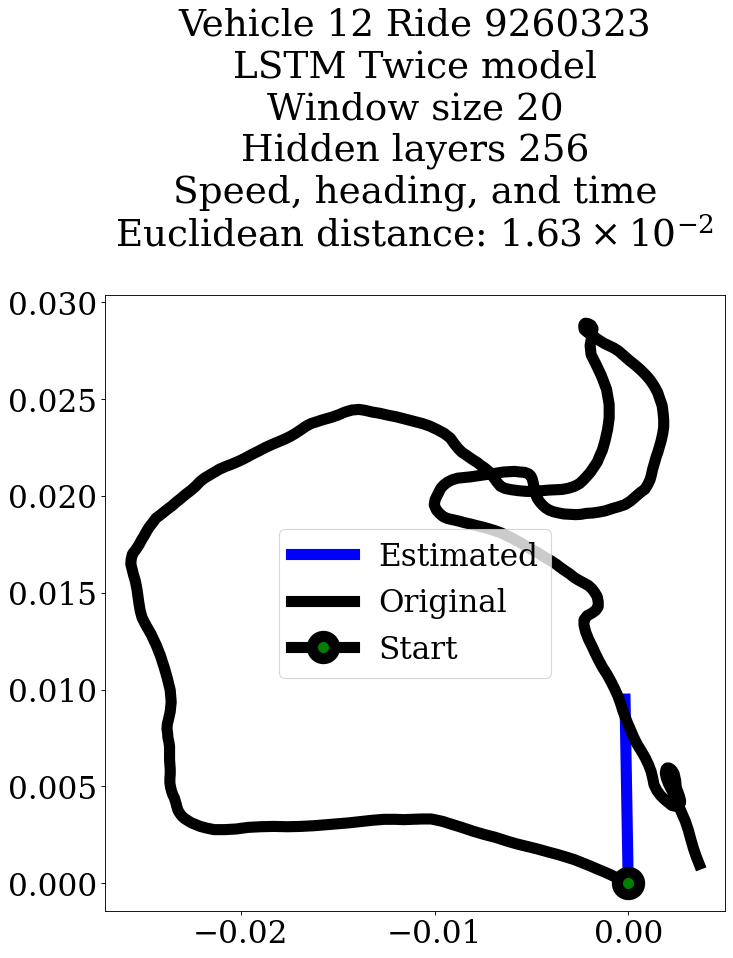 Vehicle 12 Ride 9260323
LSTM Twice model
Window size 20
Hidden layers 256
Speed, heading, and time
Euclidean distance: 1.63 × 10⁻²
0.030
0.025
0.020
0.015
0.010
0.005
0.000
Estimated
Original
Start
−0.02
−0.01
0.00